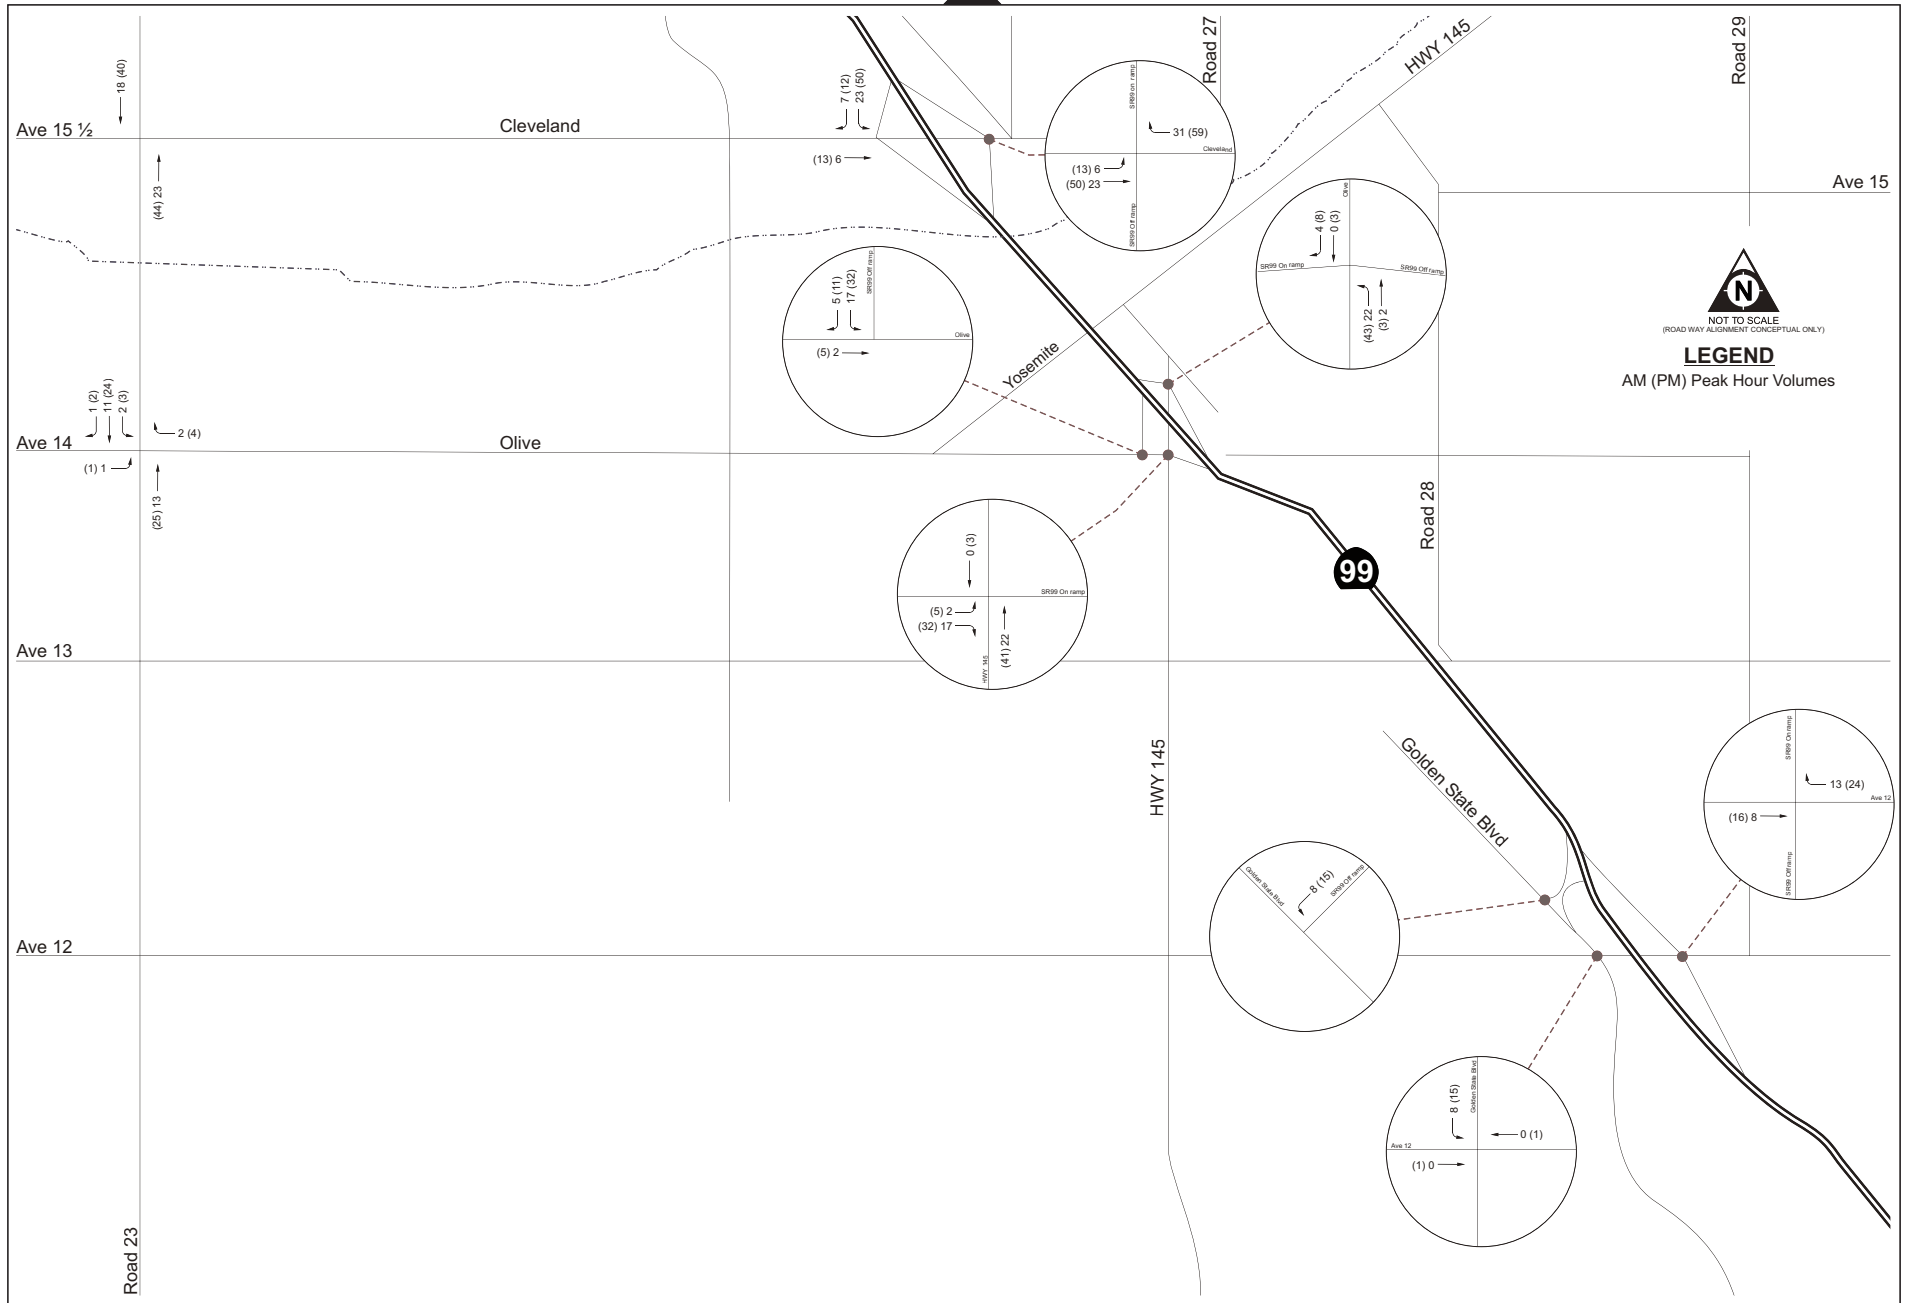 Road 27
HWY 145
Road 29
18 (40)
Ave 15 ½
(44) 23
Cleveland
7 (12)
23 (50)
(13) 6
SR99 on ramp
31 (59)
Cleveland
(13) 6
(50) 23
SR99 Off ramp
Ave 15
Olive
4 (8)
0 (3)
SR99 On ramp
SR99 Off ramp
(43) 22
(3) 2
N
NOT TO SCALE
(ROAD WAY ALIGNMENT CONCEPTUAL ONLY)
LEGEND
AM (PM) Peak Hour Volumes
SR99 Off ramp
5 (11)
17 (32)
Olive
(5) 2
Yosemite
1 (2)
11 (24)
2 (3)
2 (4)
Ave 14
Olive
(1) 1
(25) 13
Road 28
0 (3)
SR99 On ramp
(5) 2
(32) 17
(41) 22
HWY 145
99
Ave 13
HWY 145
Golden State Blvd
SR99 On ramp
13 (24)
Ave 12
(16) 8
SR99 Off ramp
Golden State Blvd
8 (15)
SR99 Off ramp
Ave 12
Golden State Blvd
8 (15)
0 (1)
Ave 12
(1) 0
Road 23